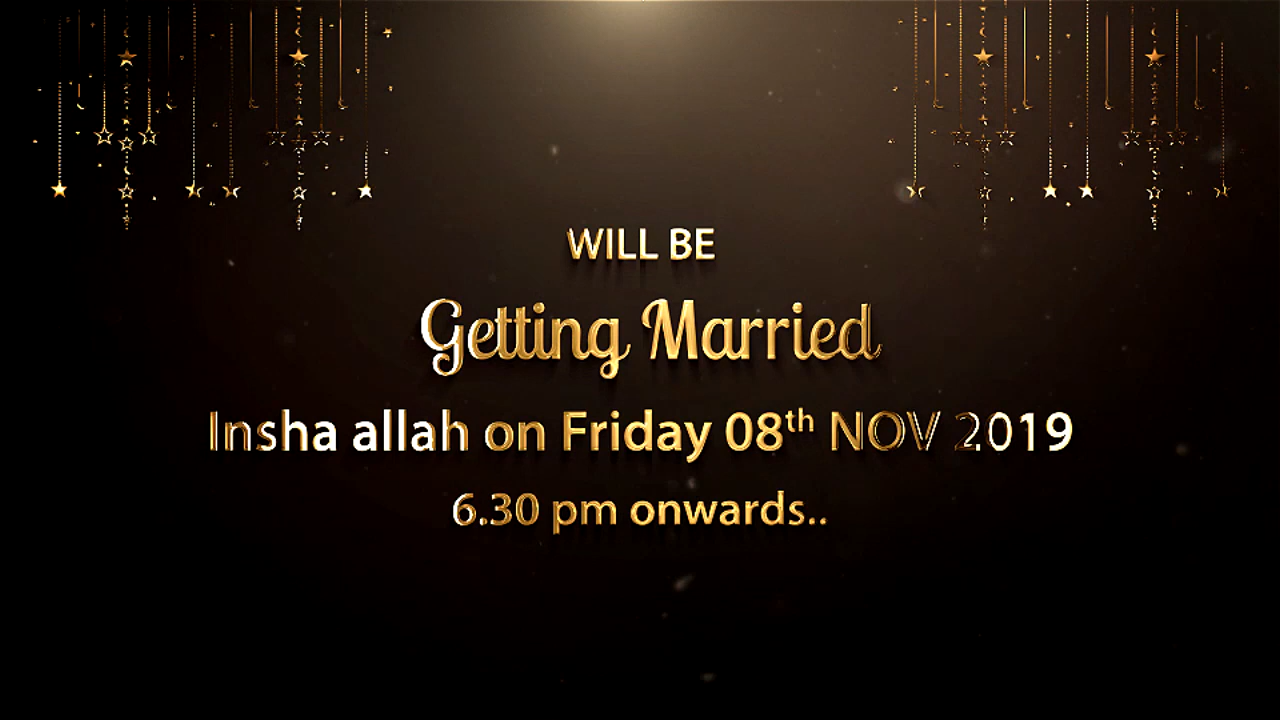 WILL BE
Getting Married
Insha allah on Friday 08th NOV 2019
6.30 pm onwards..